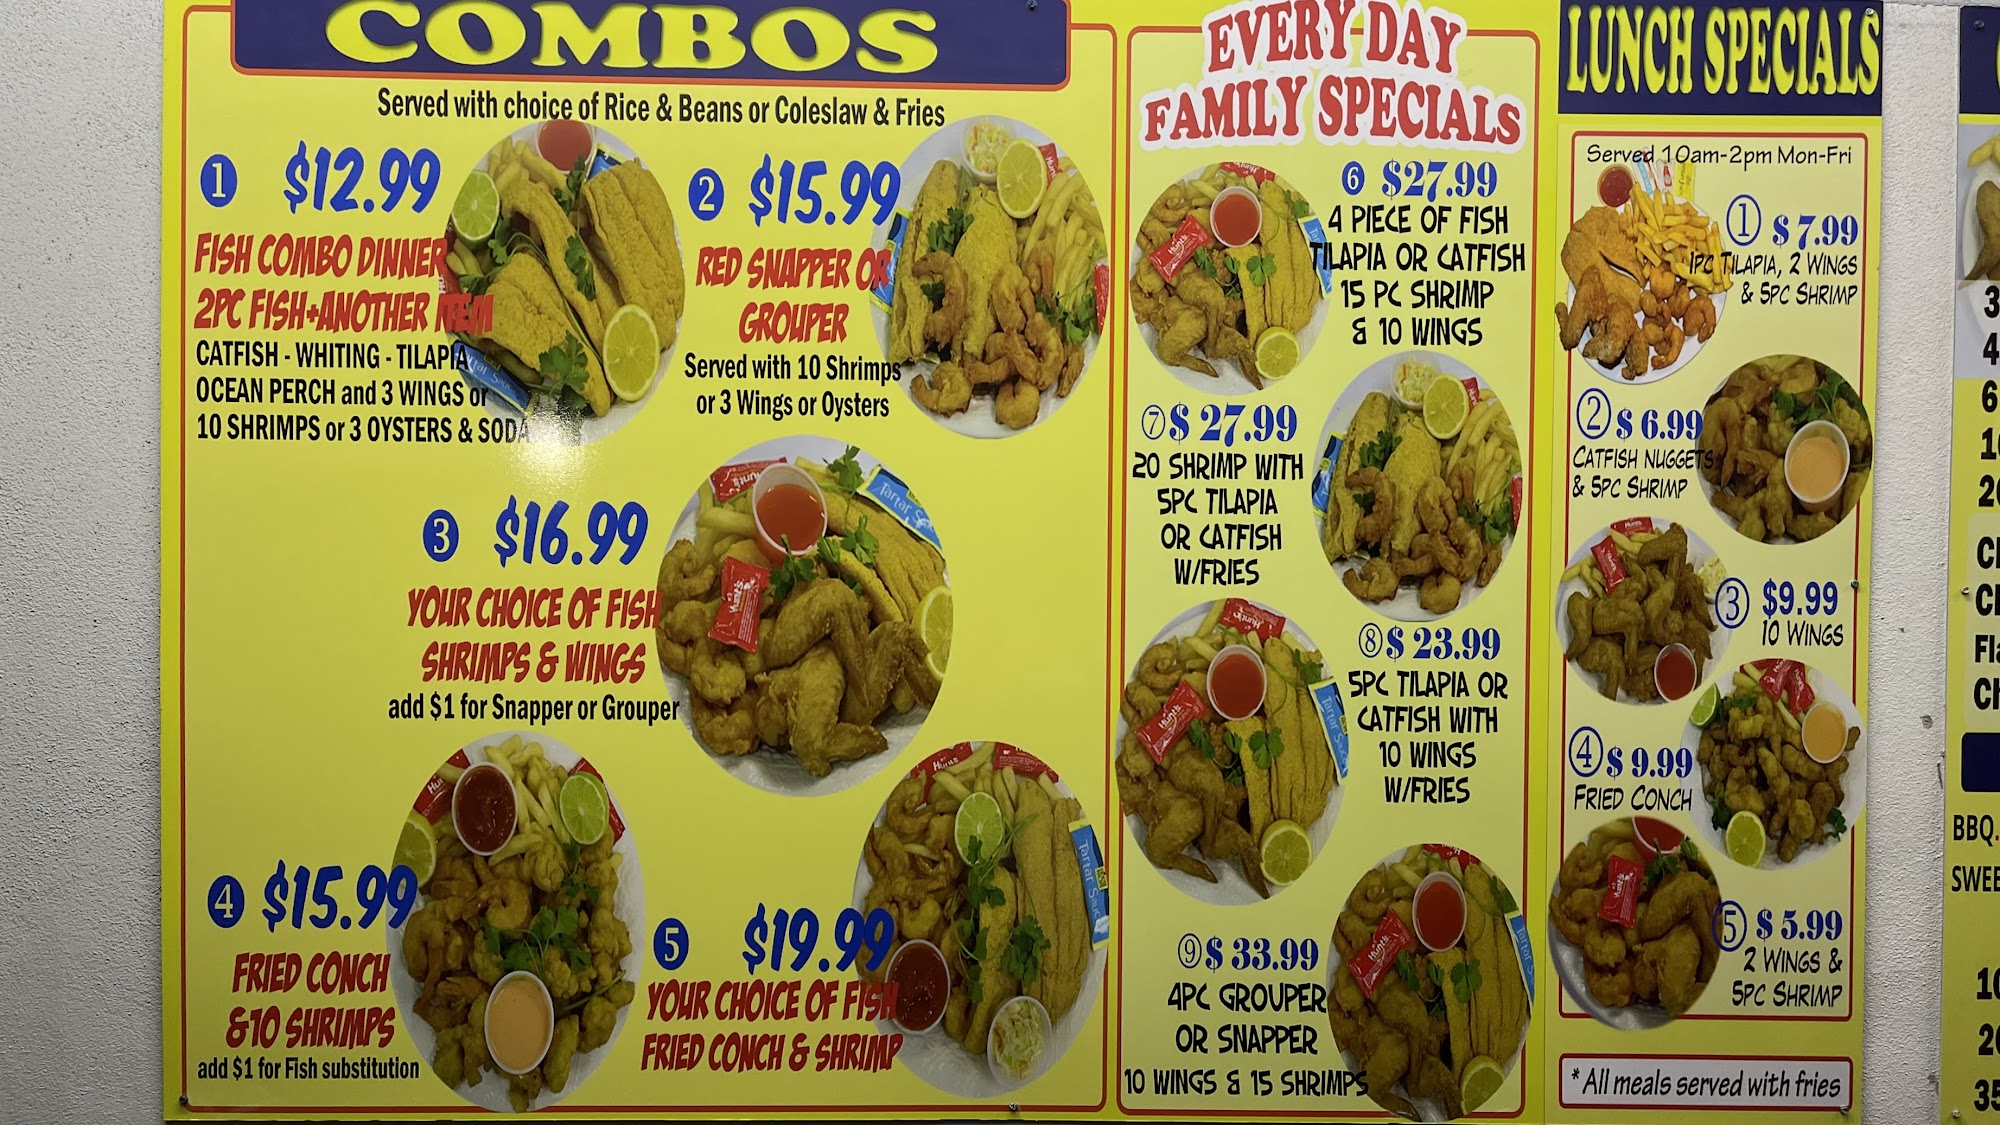 COMBOS
Served with choice of Rice & Beans or Coleslaw & Fries
1 $12.99
FISH COMBO DINNER
2PC FISH+ANOTHER ITEM
CATFISH - WHITING - TILAPIA
OCEAN PERCH and 3 WINGS or
10 SHRIMPS or 3 OYSTERS & SODA
2 $15.99
RED SNAPPER OR
GROUPER
Served with 10 Shrimps
or 3 Wings or Oysters
3 $16.99
YOUR CHOICE OF FISH
SHRIMPS & WINGS
add $1 for Snapper or Grouper
4 $15.99
FRIED CONCH
&10 SHRIMPS
add $1 for Fish substitution
5 $19.99
YOUR CHOICE OF FISH
FRIED CONCH & SHRIMP
EVERY DAY
FAMILY SPECIALS
6 $27.99
4 PIECE OF FISH
TILAPIA OR CATFISH
15 PC SHRIMP
& 10 WINGS
7 $ 27.99
20 SHRIMP WITH
5PC TILAPIA
OR CATFISH
W/FRIES
8 $ 23.99
5PC TILAPIA OR
CATFISH WITH
10 WINGS
W/FRIES
9 $ 33.99
4PC GROUPER
OR SNAPPER
10 WINGS & 15 SHRIMPS
LUNCH SPECIALS
Served 10am-2pm Mon-Fri
1 $ 7.99
1PC TILAPIA, 2 WINGS
& 5PC SHRIMP
2 $ 6.99
CATFISH NUGGETS
& 5PC SHRIMP
3 $9.99
10 WINGS
4 $ 9.99
FRIED CONCH
5 $ 5.99
2 WINGS &
5PC SHRIMP
* All meals served with fries
BBQ.